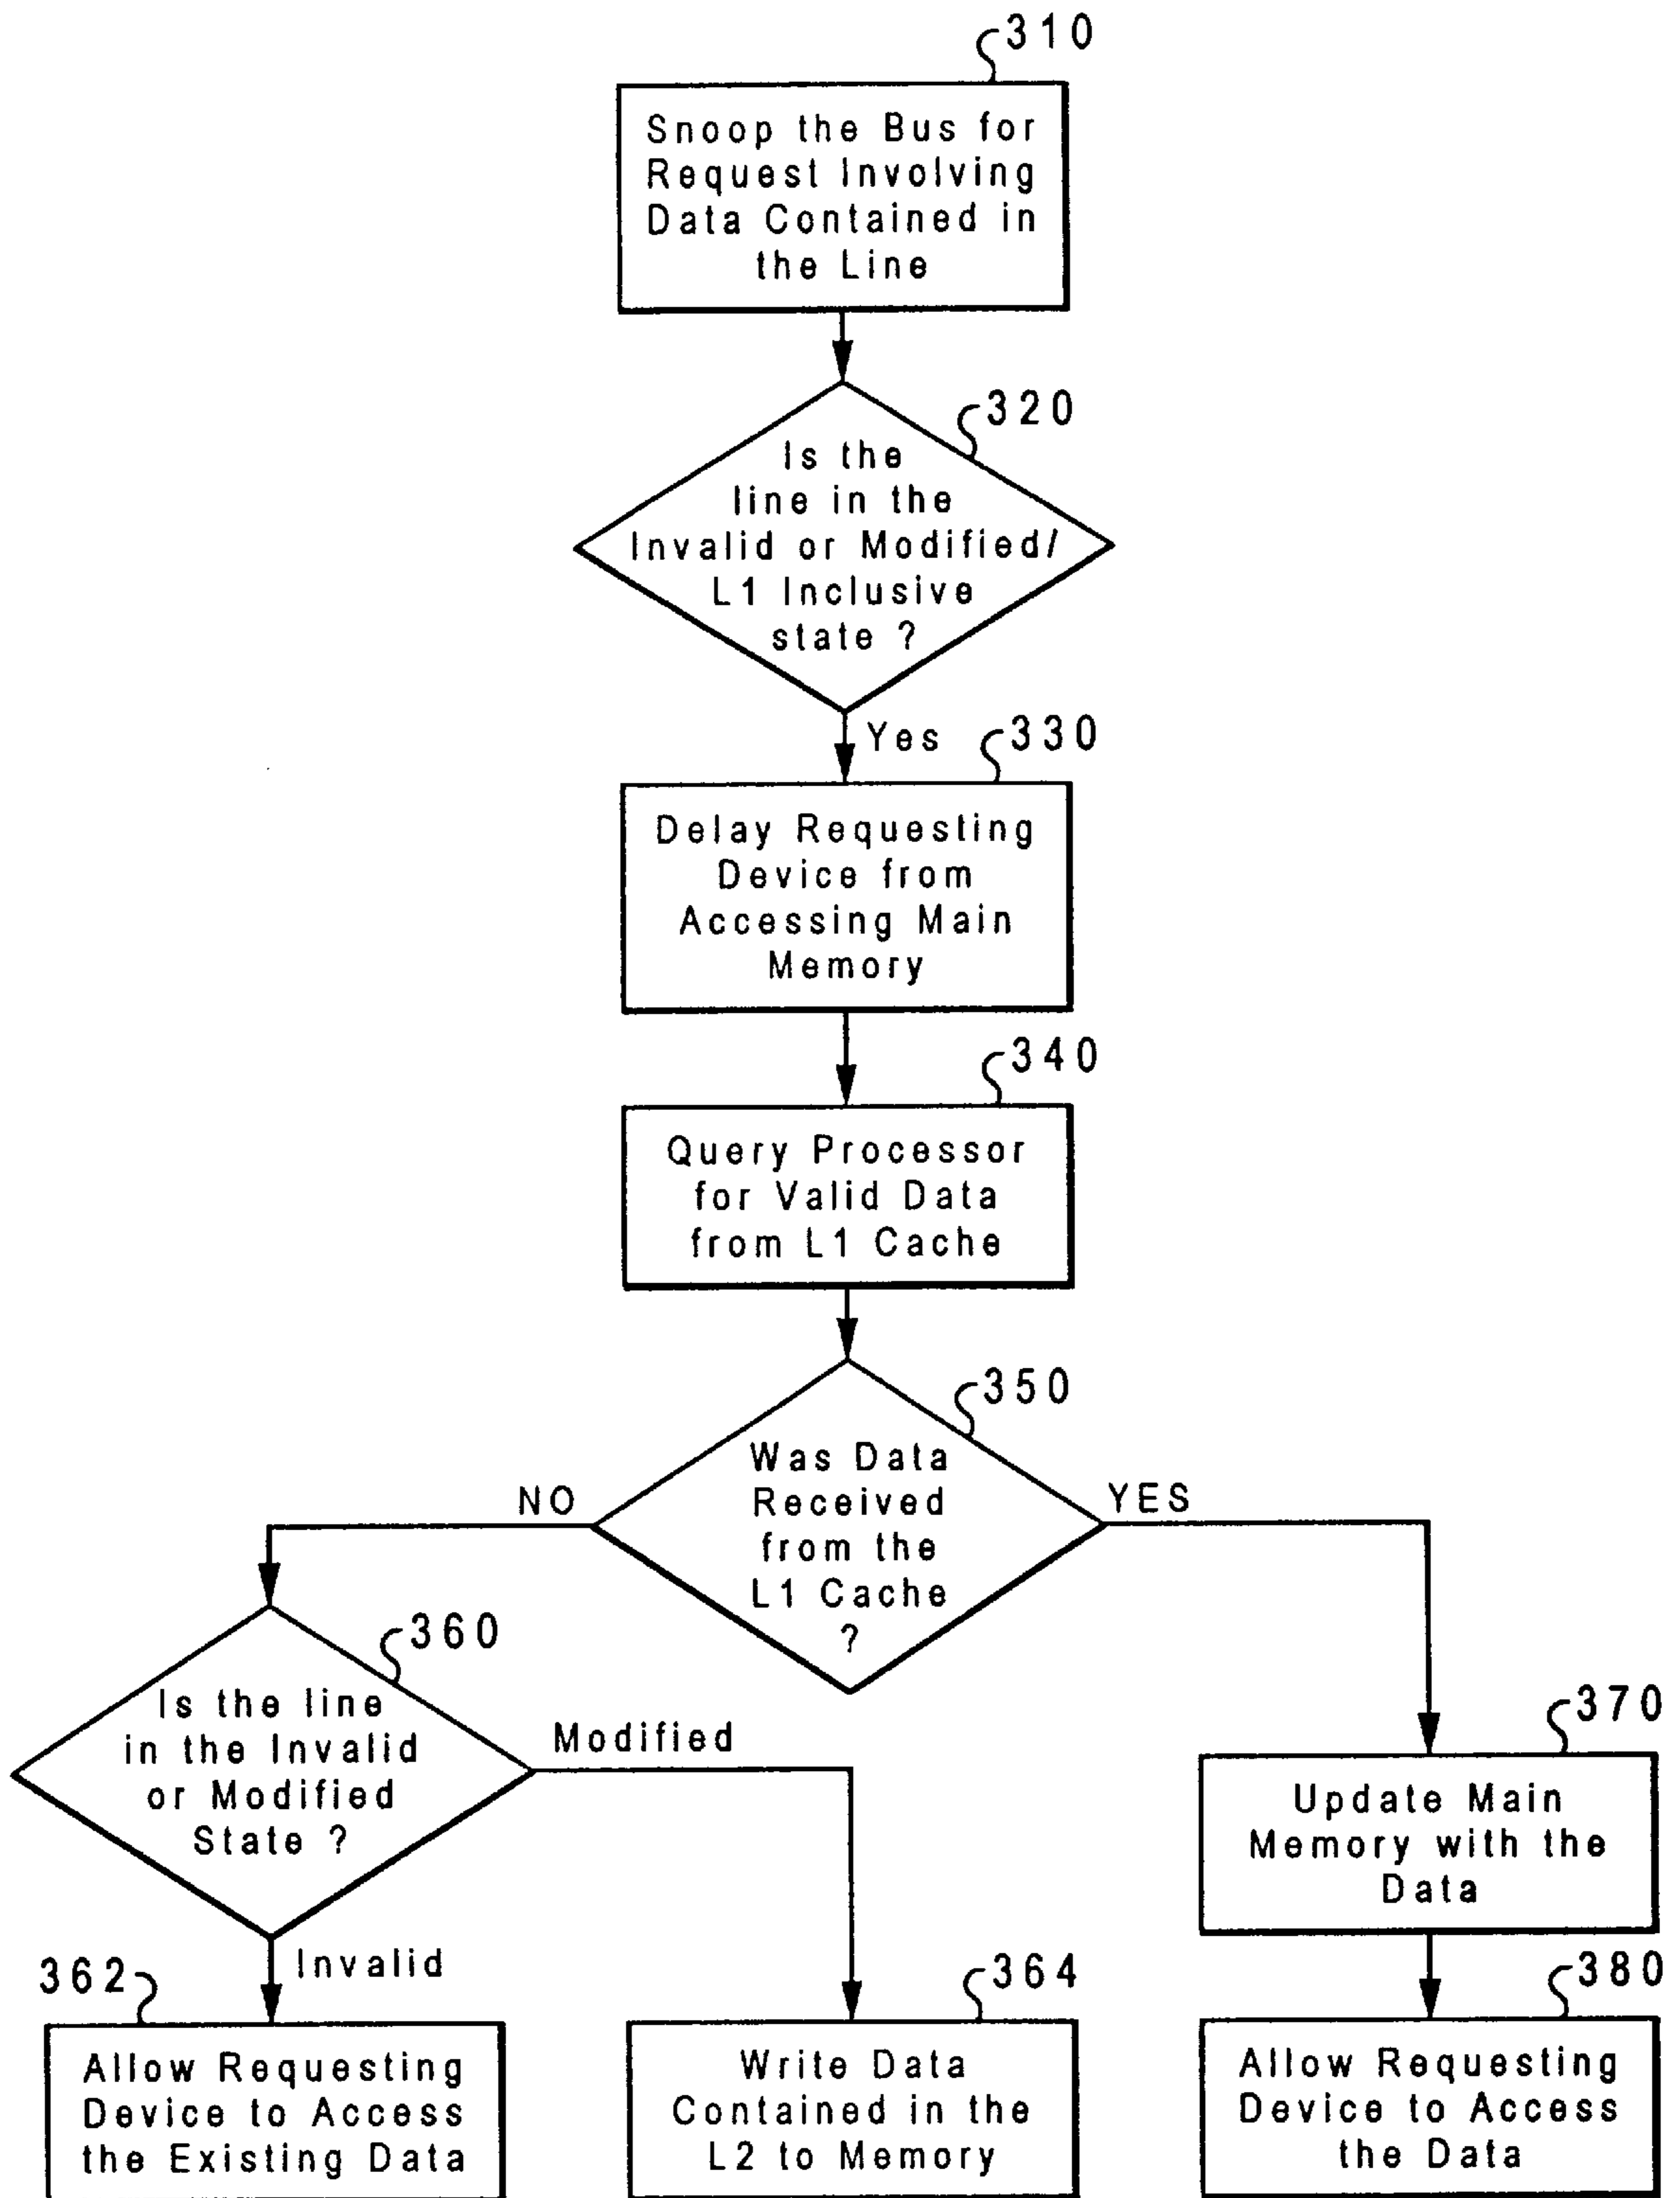 310
Snoop the Bus for
Request Involving
Data Contained in
the Line
320
Is the
line in the
Invalid or Modified/
L1 Inclusive
state ?
Yes
330
Delay Requesting
Device from
Accessing Main
Memory
340
Query Processor
for Valid Data
from L1 Cache
350
Was Data
Received
from the
L1 Cache
?
NO
YES
360
Is the line
in the Invalid
or Modified
State ?
Modified
Invalid
370
Update Main
Memory with the
Data
362
Allow Requesting
Device to Access
the Existing Data
364
Write Data
Contained in the
L2 to Memory
380
Allow Requesting
Device to Access
the Data